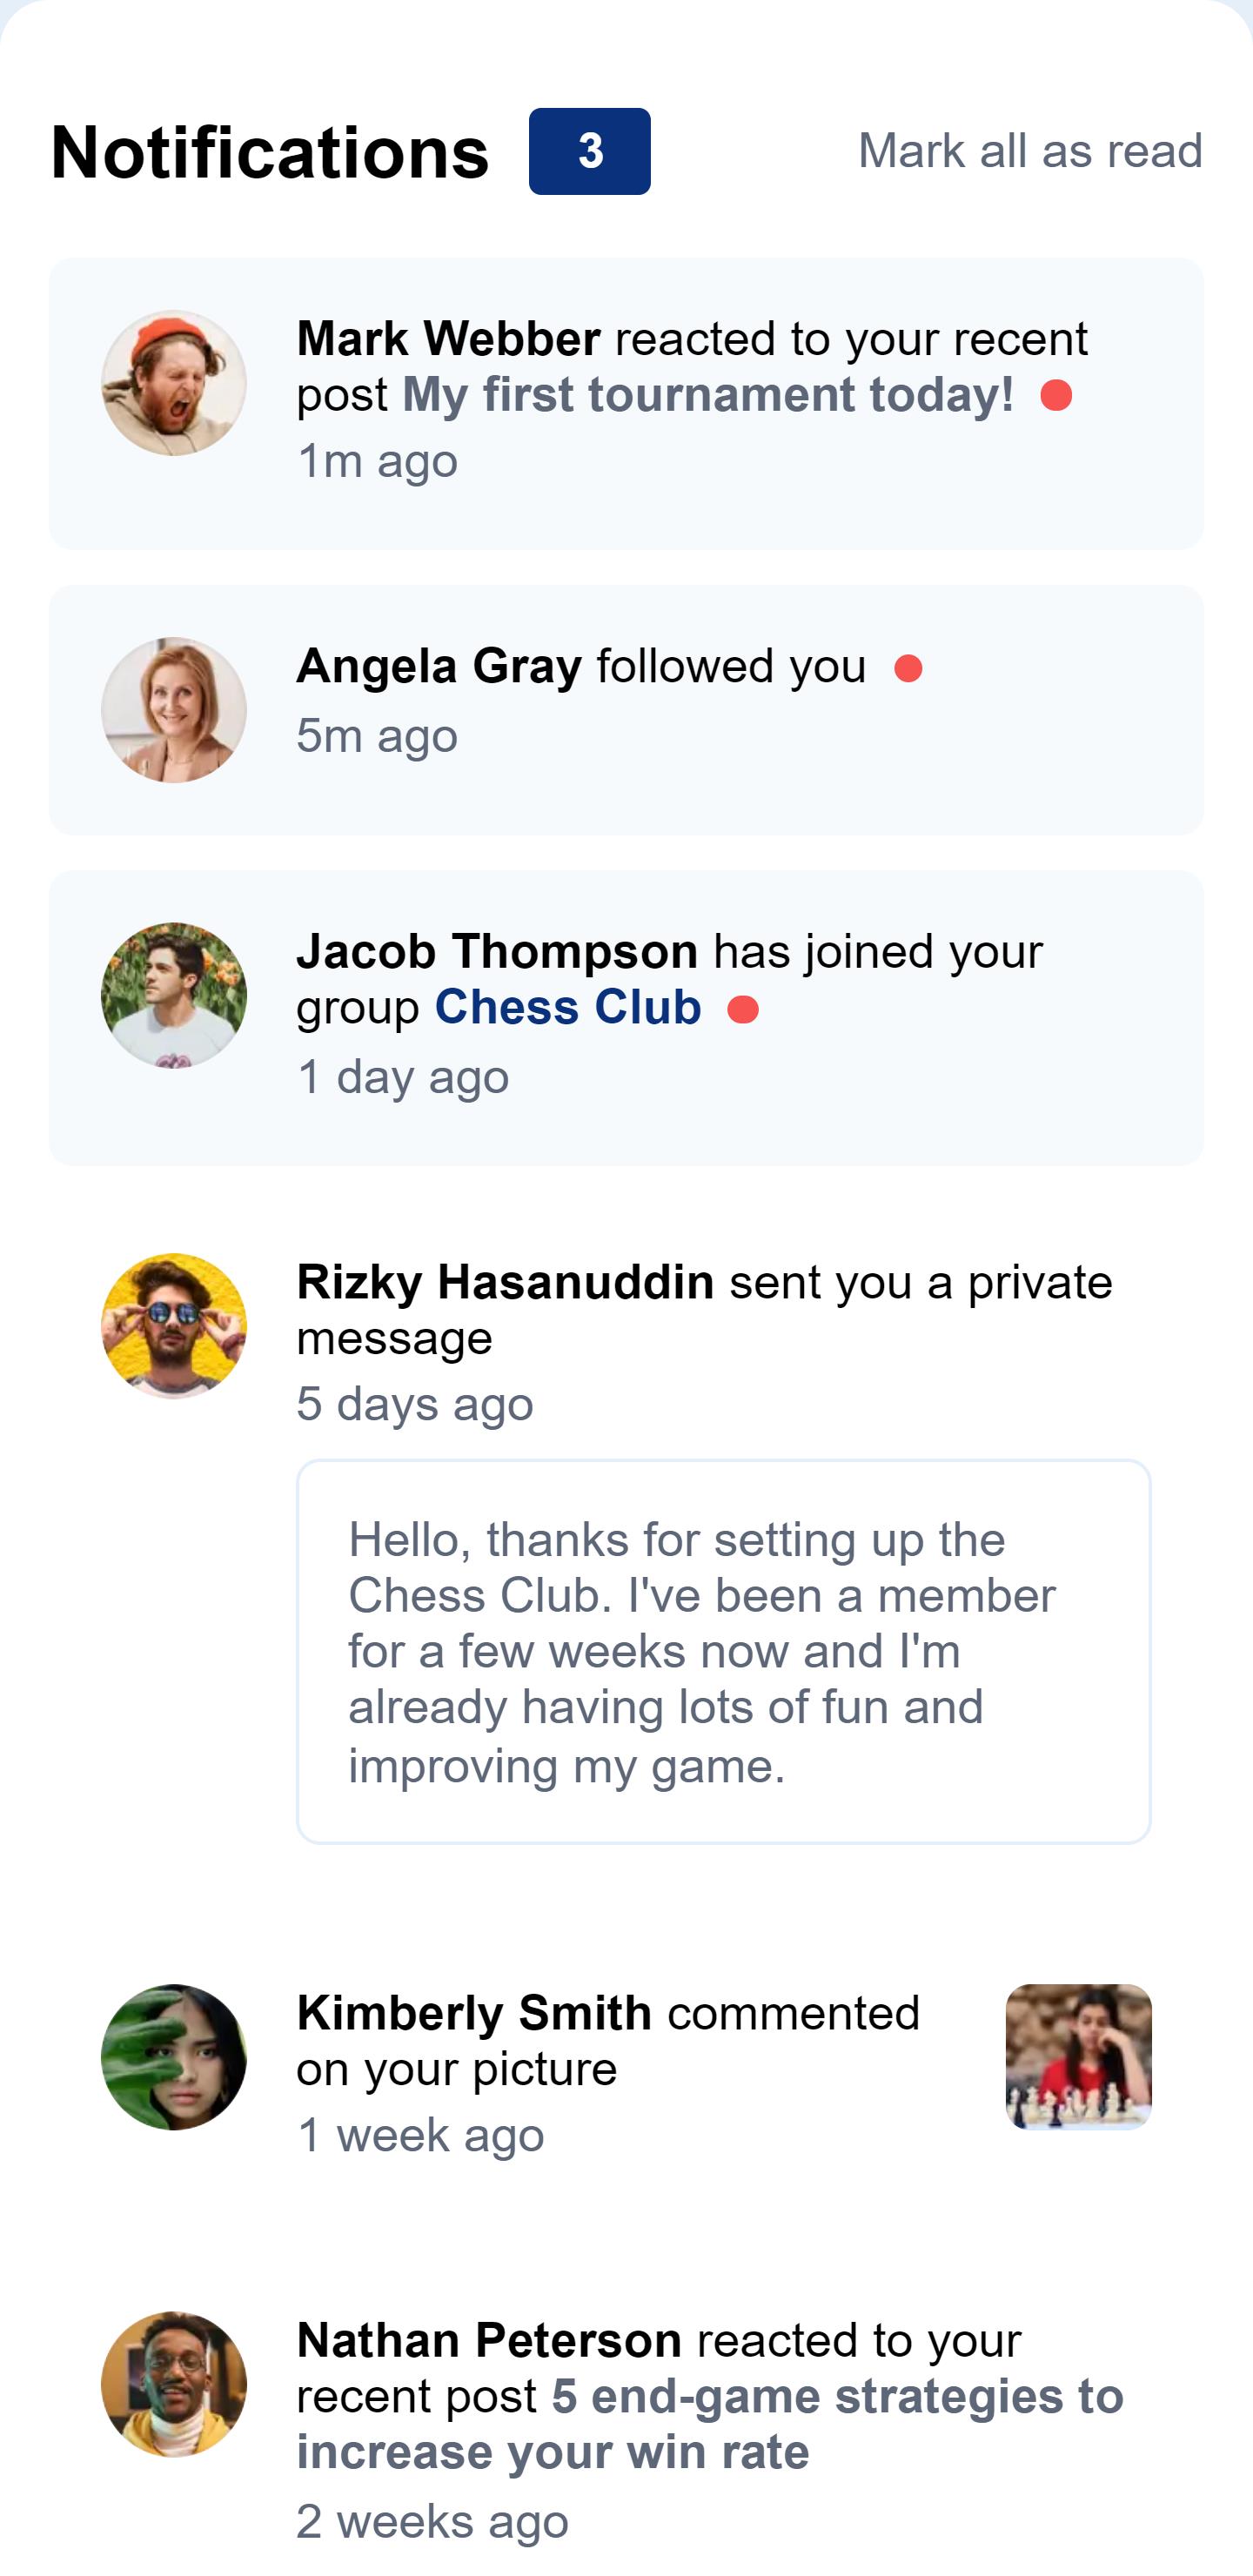 Notifications 3 Mark all as read
Mark Webber reacted to your recent
post My first tournament today!
1m ago
Angela Gray followed you
5m ago
Jacob Thompson has joined your
group Chess Club
1 day ago
Rizky Hasanuddin sent you a private
message
5 days ago
Hello, thanks for setting up the
Chess Club. I've been a member
for a few weeks now and I'm
already having lots of fun and
improving my game.
Kimberly Smith commented
on your picture
1 week ago
Nathan Peterson reacted to your
recent post 5 end-game strategies to
increase your win rate
2 weeks ago